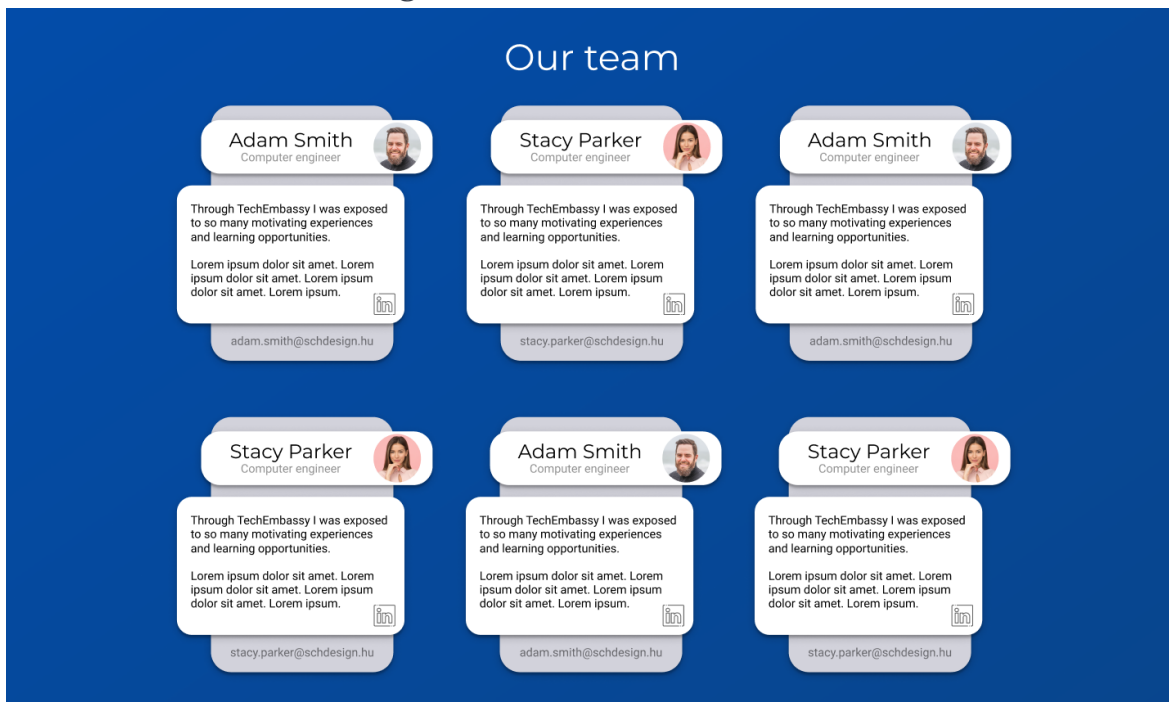 Our team
Adam Smith
Computer engineer
Through TechEmbassy I was exposed
to so many motivating experiences
and learning opportunities.
Lorem ipsum dolor sit amet. Lorem
ipsum dolor sit amet. Lorem ipsum
dolor sit amet. Lorem ipsum.
in
adam.smith@schdesign.hu
Stacy Parker
Computer engineer
Through TechEmbassy I was exposed
to so many motivating experiences
and learning opportunities.
Lorem ipsum dolor sit amet. Lorem
ipsum dolor sit amet. Lorem ipsum
dolor sit amet. Lorem ipsum.
in
stacy.parker@schdesign.hu
Adam Smith
Computer engineer
Through TechEmbassy I was exposed
to so many motivating experiences
and learning opportunities.
Lorem ipsum dolor sit amet. Lorem
ipsum dolor sit amet. Lorem ipsum
dolor sit amet. Lorem ipsum.
in
adam.smith@schdesign.hu
Stacy Parker
Computer engineer
Through TechEmbassy I was exposed
to so many motivating experiences
and learning opportunities.
Lorem ipsum dolor sit amet. Lorem
ipsum dolor sit amet. Lorem ipsum
dolor sit amet. Lorem ipsum.
in
stacy.parker@schdesign.hu
Adam Smith
Computer engineer
Through TechEmbassy I was exposed
to so many motivating experiences
and learning opportunities.
Lorem ipsum dolor sit amet. Lorem
ipsum dolor sit amet. Lorem ipsum
dolor sit amet. Lorem ipsum.
in
adam.smith@schdesign.hu
Stacy Parker
Computer engineer
Through TechEmbassy I was exposed
to so many motivating experiences
and learning opportunities.
Lorem ipsum dolor sit amet. Lorem
ipsum dolor sit amet. Lorem ipsum
dolor sit amet. Lorem ipsum.
in
stacy.parker@schdesign.hu